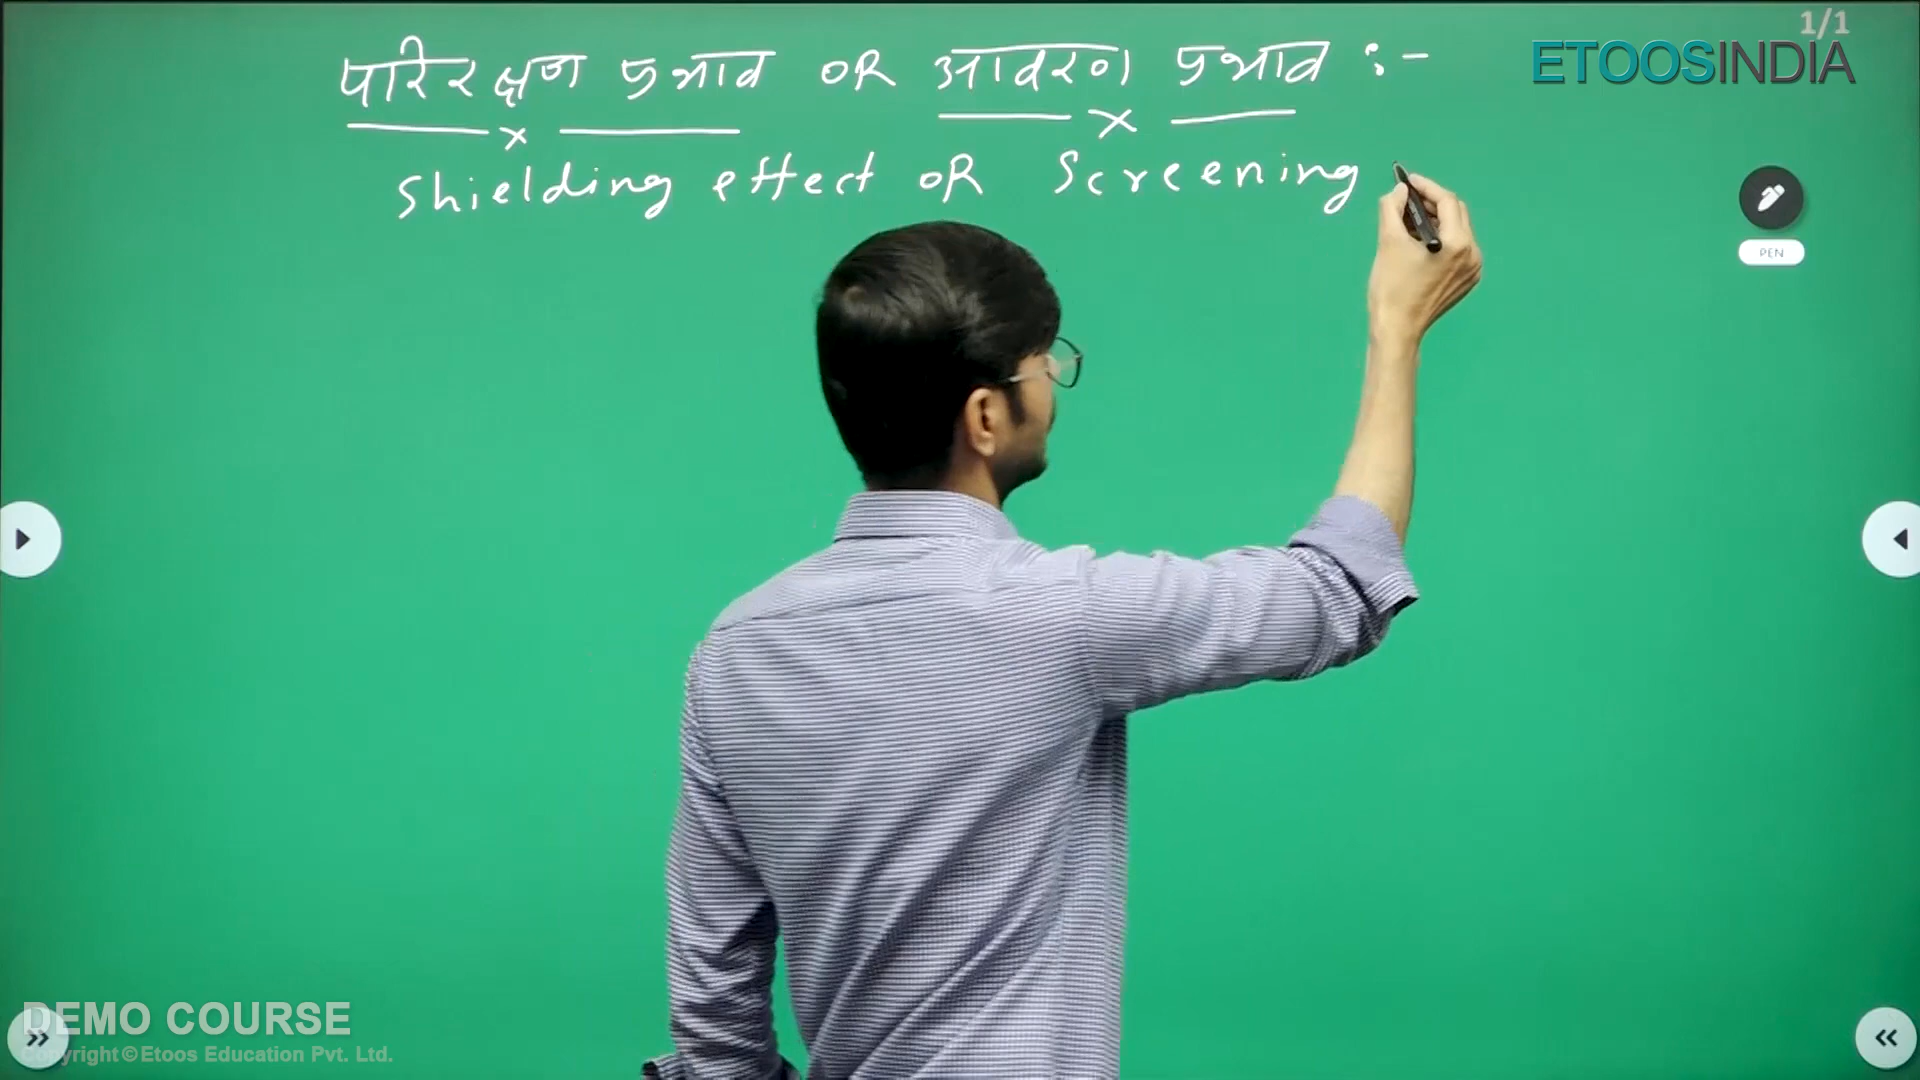 1/1
ETOOSINDIA
परिरक्षण प्रभाव OR आवरण प्रभाव :-
Shielding effect OR Screening
PEN
DEMO COURSE
Copyright © Etoos Education Pvt. Ltd.